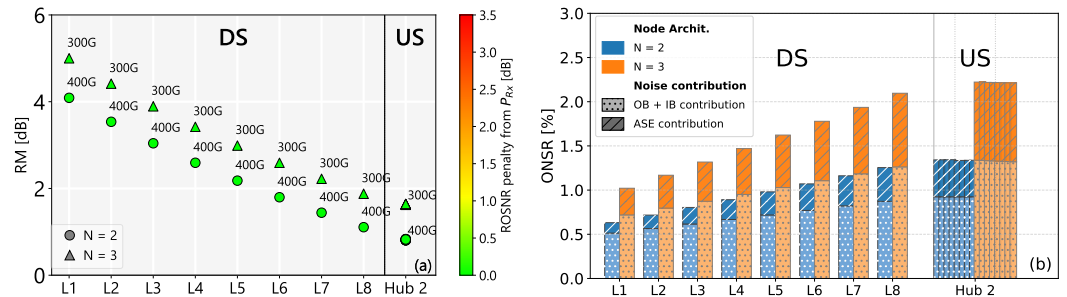 6
4
2
0
RM [dB]
DS
US
300G
400G
300G
400G
300G
400G
300G
400G
300G
400G
300G
400G
300G
400G
300G
400G
300G
400G
N = 2
N = 3
(a)
L1 L2 L3 L4 L5 L6 L7 L8 Hub 2
3.5
3.0
2.5
2.0
1.5
1.0
0.5
0.0
ROSNR penalty from P_Rx [dB]
3.0
2.5
2.0
1.5
1.0
0.5
0.0
ONSR [%]
Node Archit.
N = 2
N = 3
Noise contribution
OB + IB contribution
ASE contribution
DS
US
(b)
L1 L2 L3 L4 L5 L6 L7 L8 Hub 2